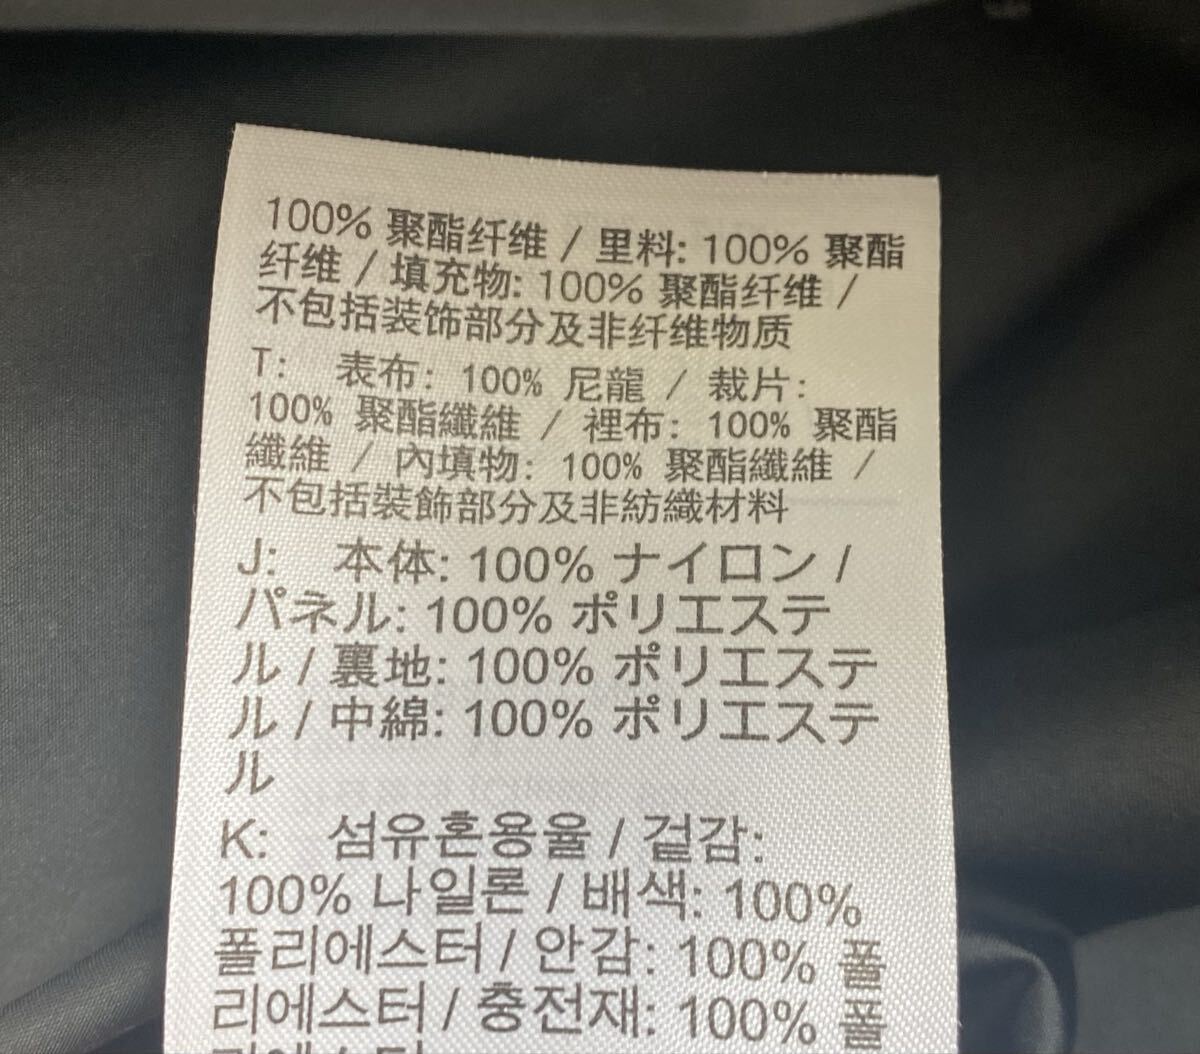 100% 聚酯纤维 / 里料: 100% 聚酯
纤维 / 填充物: 100% 聚酯纤维 /
不包括装饰部分及非纤维物质
T: 表布: 100% 尼龍 / 裁片:
100% 聚酯纖維 / 裡布: 100% 聚酯
纖維 / 內填物: 100% 聚酯纖維 /
不包括裝飾部分及非紡織材料
J: 本体: 100% ナイロン /
パネル: 100% ポリエステ
ル / 裏地: 100% ポリエステ
ル / 中綿: 100% ポリエステ
ル
K: 섬유혼용율 / 겉감:
100% 나일론 / 배색: 100%
폴리에스터 / 안감: 100% 폴
리에스터 / 충전재: 100% 폴
리에스터